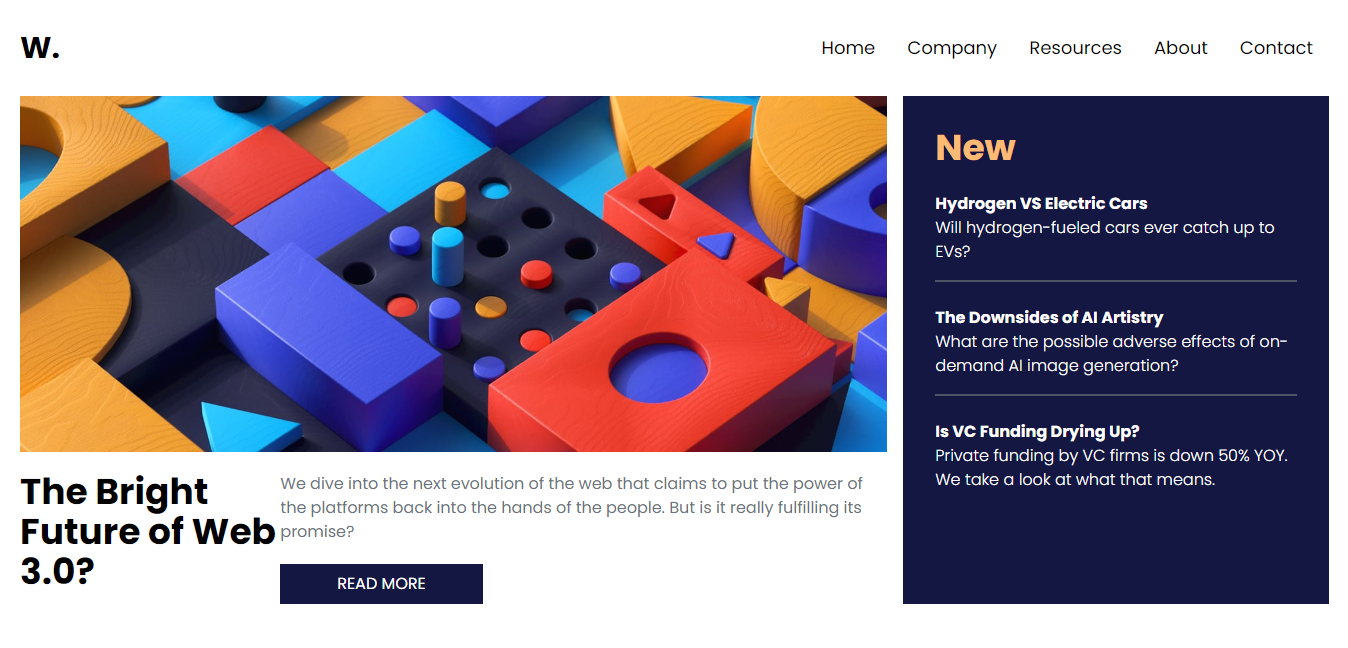 W.
Home Company Resources About Contact
New
Hydrogen VS Electric Cars
Will hydrogen-fueled cars ever catch up to
EVs?
The Downsides of AI Artistry
What are the possible adverse effects of on-
demand AI image generation?
Is VC Funding Drying Up?
Private funding by VC firms is down 50% YOY.
We take a look at what that means.
The Bright
Future of Web
3.0?
We dive into the next evolution of the web that claims to put the power of
the platforms back into the hands of the people. But is it really fulfilling its
promise?
READ MORE